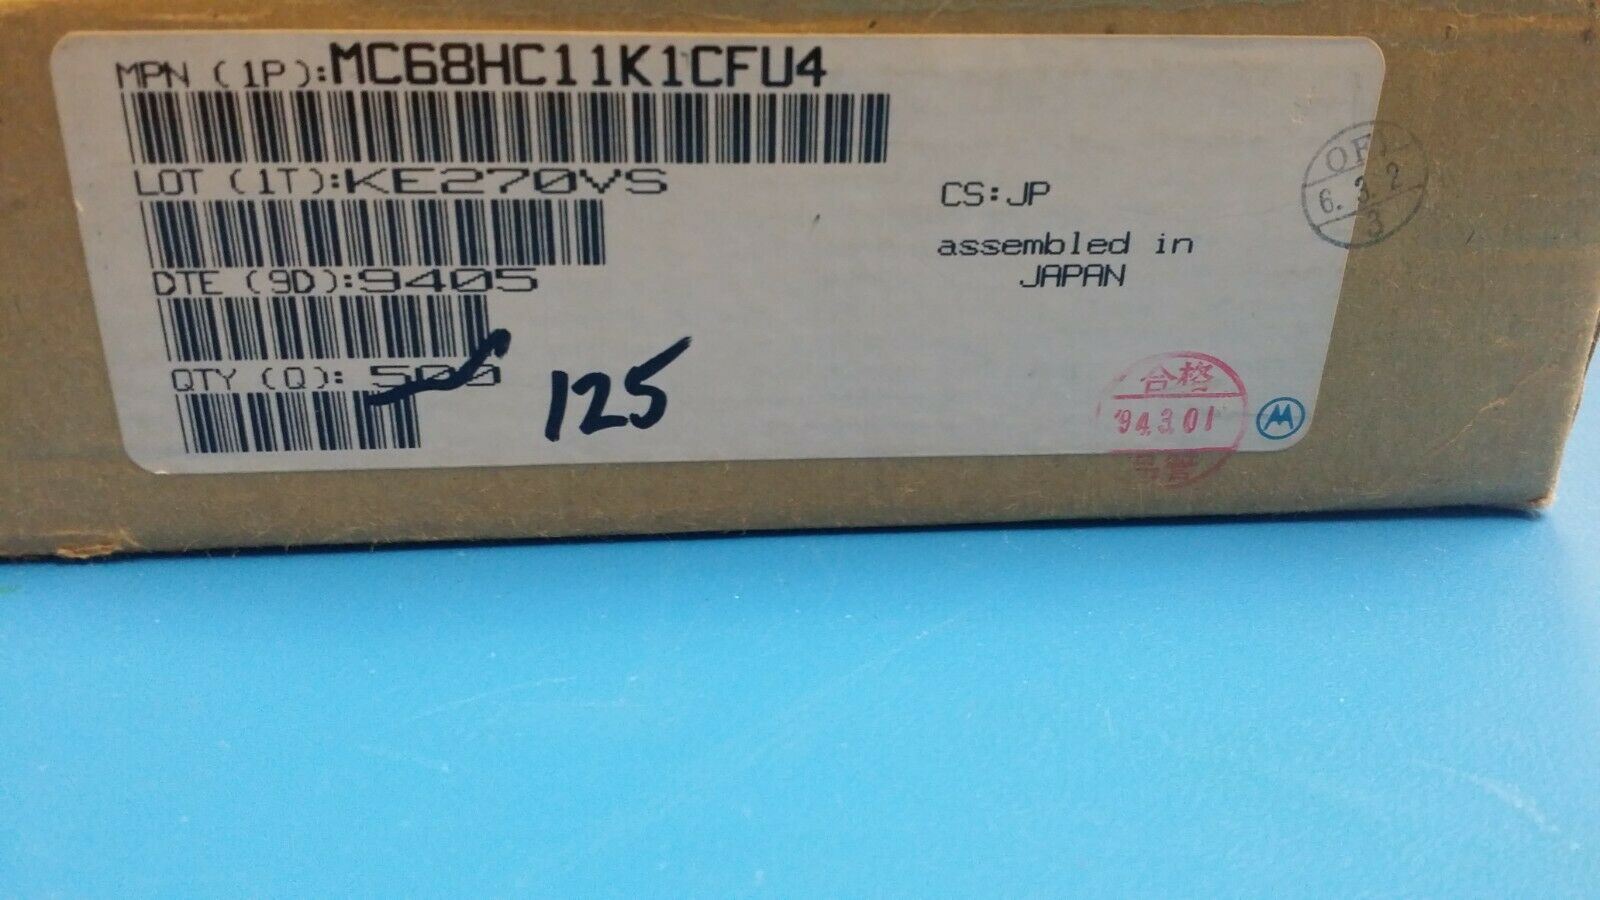 MPN (1P):MC68HC11K1CFU4
LOT (1T):KE270VS
CS:JP
assembled in
JAPAN
DTE (9D):9405
QTY (Q): 500
125
6.3.2
3
合格
'94.3.01